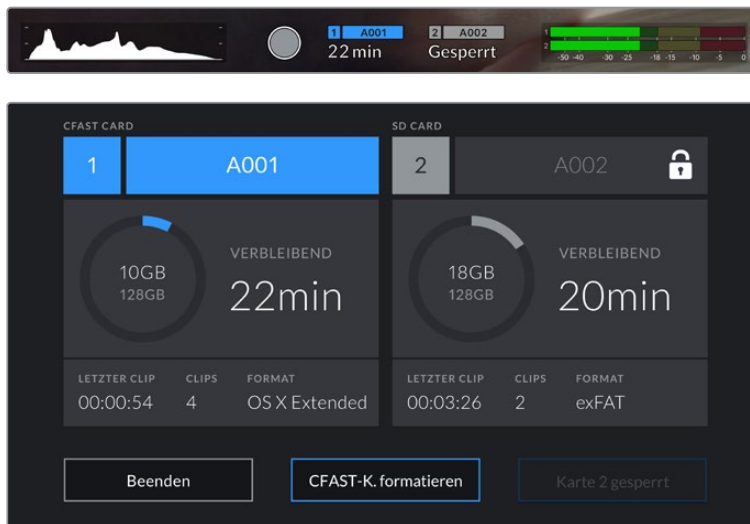 1 A001 2 A002
22 min Gesperrt
1
2
-50 -40 -30 -25 -18 -15 -10 -5 0
CFAST CARD SD CARD
1 A001 2 A002
10GB VERBLEIBEND 18GB VERBLEIBEND
128GB 22min 128GB 20min
LETZTER CLIP CLIPS FORMAT LETZTER CLIP CLIPS FORMAT
00:00:54 4 OS X Extended 00:03:26 2 exFAT
Beenden CFAST-K. formatieren Karte 2 gesperrt